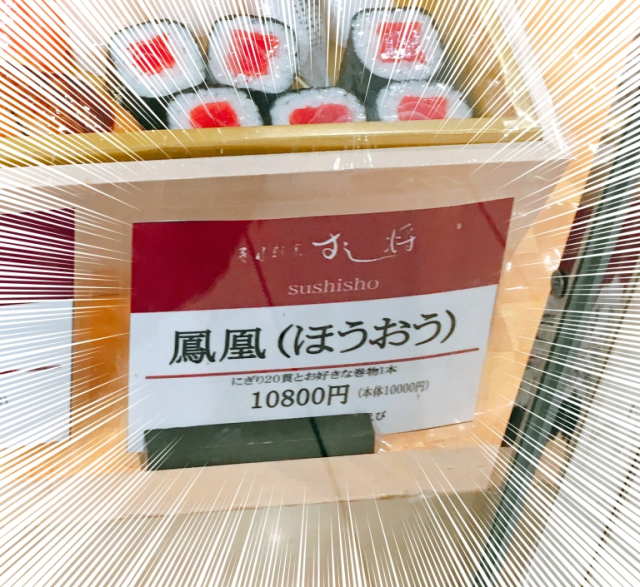 すし将
sushisho
鳳凰(ほうおう)
にぎり20貫とお好きな巻物1本
10800円(本体10000円)
えび